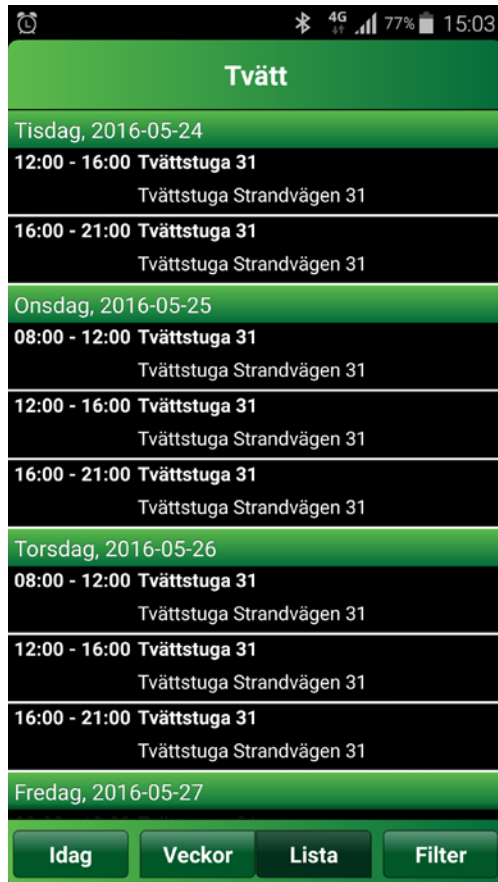 4G 77% 15:03
Tvätt
Tisdag, 2016-05-24
12:00 - 16:00 Tvättstuga 31
Tvättstuga Strandvägen 31
16:00 - 21:00 Tvättstuga 31
Tvättstuga Strandvägen 31
Onsdag, 2016-05-25
08:00 - 12:00 Tvättstuga 31
Tvättstuga Strandvägen 31
12:00 - 16:00 Tvättstuga 31
Tvättstuga Strandvägen 31
16:00 - 21:00 Tvättstuga 31
Tvättstuga Strandvägen 31
Torsdag, 2016-05-26
08:00 - 12:00 Tvättstuga 31
Tvättstuga Strandvägen 31
12:00 - 16:00 Tvättstuga 31
Tvättstuga Strandvägen 31
16:00 - 21:00 Tvättstuga 31
Tvättstuga Strandvägen 31
Fredag, 2016-05-27
Idag Veckor Lista Filter